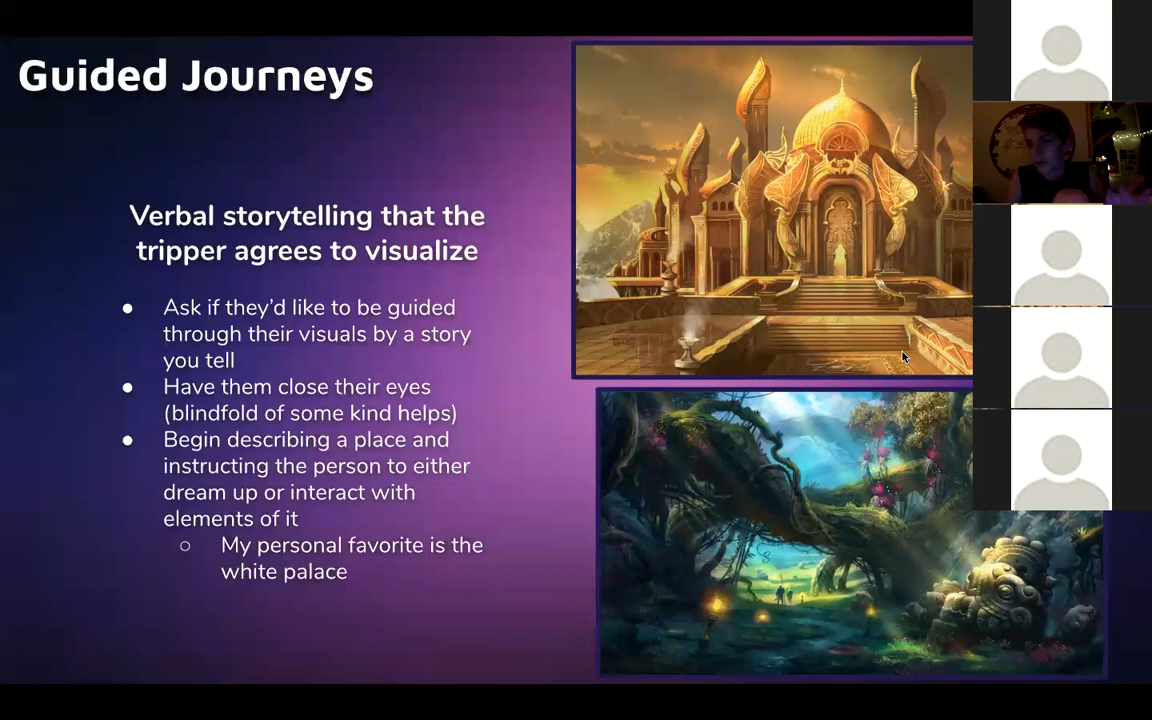 Guided Journeys
Verbal storytelling that the
tripper agrees to visualize
● Ask if they’d like to be guided
through their visuals by a story
you tell
● Have them close their eyes
(blindfold of some kind helps)
● Begin describing a place and
instructing the person to either
dream up or interact with
elements of it
○ My personal favorite is the
white palace